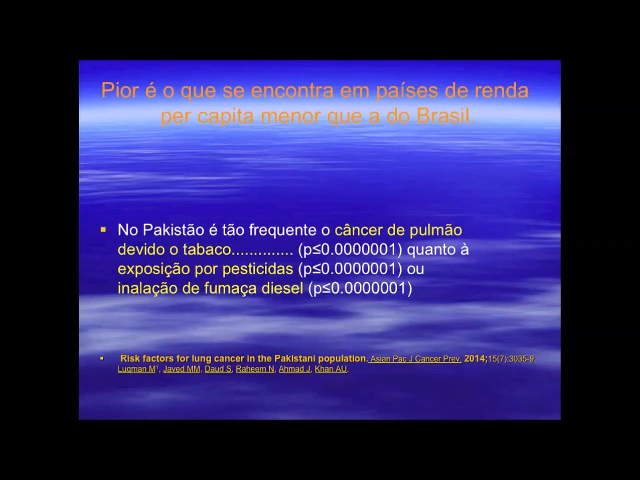 Pior é o que se encontra em países de renda
per capita menor que a do Brasil.
No Pakistão é tão frequente o câncer de pulmão
devido o tabaco.............. (p≤0.0000001) quanto à
exposição por pesticidas (p≤0.0000001) ou
inalação de fumaça diesel (p≤0.0000001)
Risk factors for lung cancer in the Pakistani population. Asian Pac J Cancer Prev. 2014;15(7):3035-9.
Luqman M¹, Javed MM, Daud S, Raheem N, Ahmad J, Khan AU.